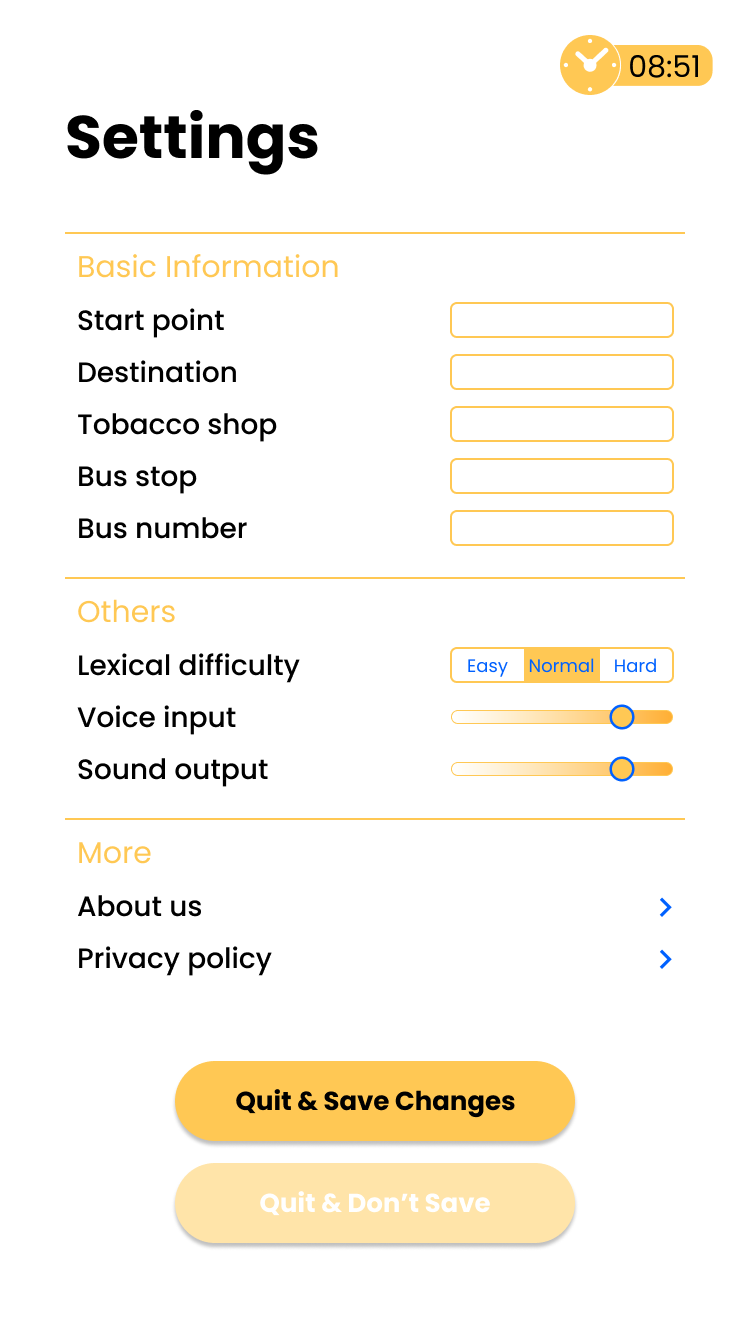 08:51
Settings
Basic Information
Start point
Destination
Tobacco shop
Bus stop
Bus number
Others
Lexical difficulty Easy Normal Hard
Voice input
Sound output
More
About us
Privacy policy
Quit & Save Changes
Quit & Don’t Save